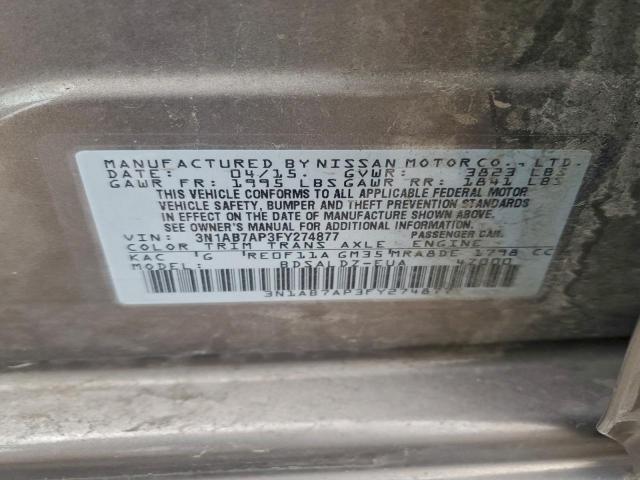 MANUFACTURED BY NISSAN MOTOR CO., LTD.
DATE: 04/15. GVWR: 3823 LBS
GAWR FR: 1995 LBS GAWR RR: 1841 LBS
THIS VEHICLE CONFORMS TO ALL APPLICABLE FEDERAL MOTOR
VEHICLE SAFETY, BUMPER AND THEFT PREVENTION STANDARDS
IN EFFECT ON THE DATE OF MANUFACTURE SHOWN ABOVE.
SEE OWNER'S MANUAL FOR ADDITIONAL INFORMATION.
VIN: 3N1AB7AP3FY274877 PASSENGER CAR.
COLOR TRIM TRANS AXLE ENGINE
KAC G RE0F11A GM35 MRA8DE 1798 CC
BDSALDZ-EUA 47000